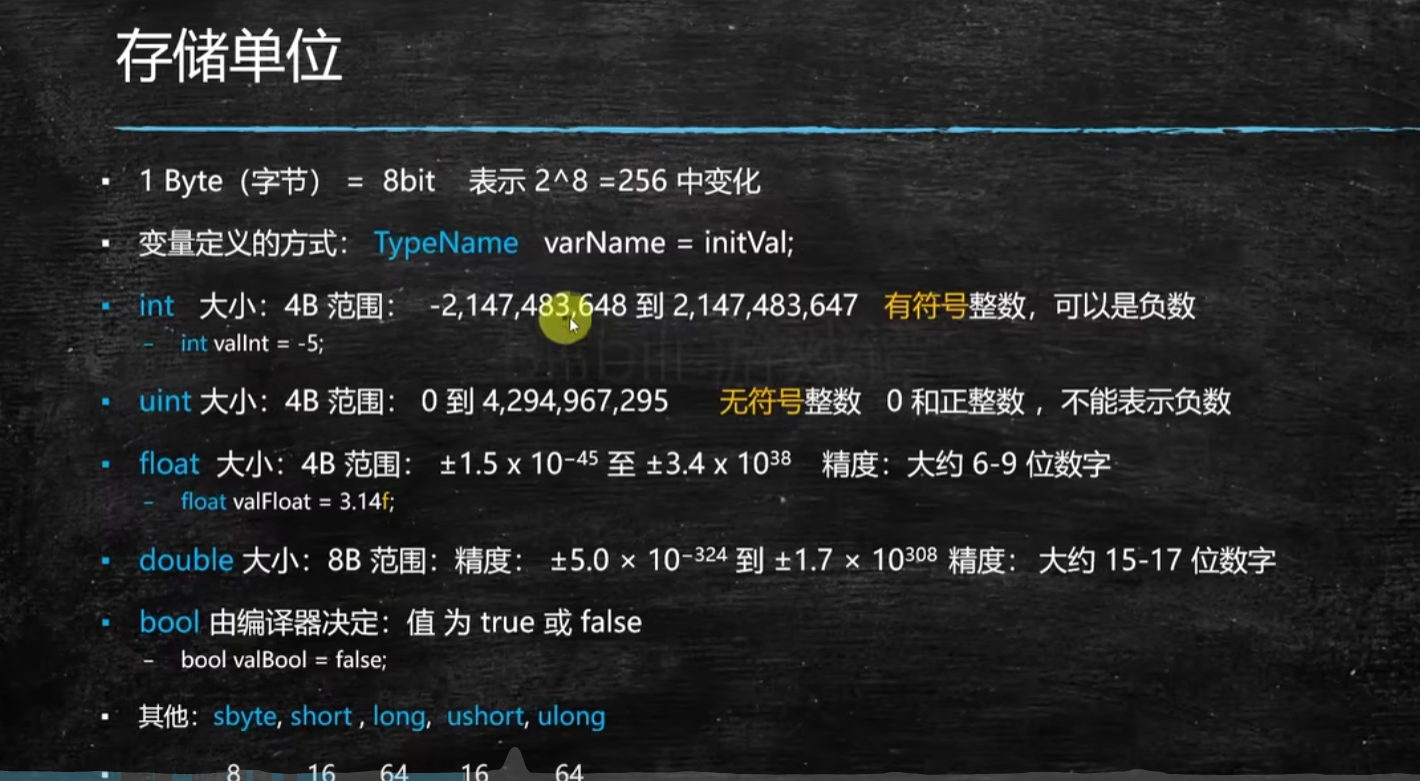 存储单位
▪ 1 Byte（字节） = 8bit 表示 2^8 =256 中变化
▪ 变量定义的方式： TypeName varName = initVal;
▪ int 大小：4B 范围： -2,147,483,648 到 2,147,483,647 有符号整数，可以是负数
– int valInt = -5;
▪ uint 大小：4B 范围： 0 到 4,294,967,295 无符号整数 0 和正整数 ，不能表示负数
▪ float 大小：4B 范围： ±1.5 x 10⁻⁴⁵ 至 ±3.4 x 10³⁸ 精度：大约 6-9 位数字
– float valFloat = 3.14f;
▪ double 大小：8B 范围：精度： ±5.0 × 10⁻³²⁴ 到 ±1.7 × 10³⁰⁸ 精度： 大约 15-17 位数字
▪ bool 由编译器决定：值 为 true 或 false
– bool valBool = false;
▪ 其他：sbyte, short , long, ushort, ulong
▪ 8 16 64 16 64